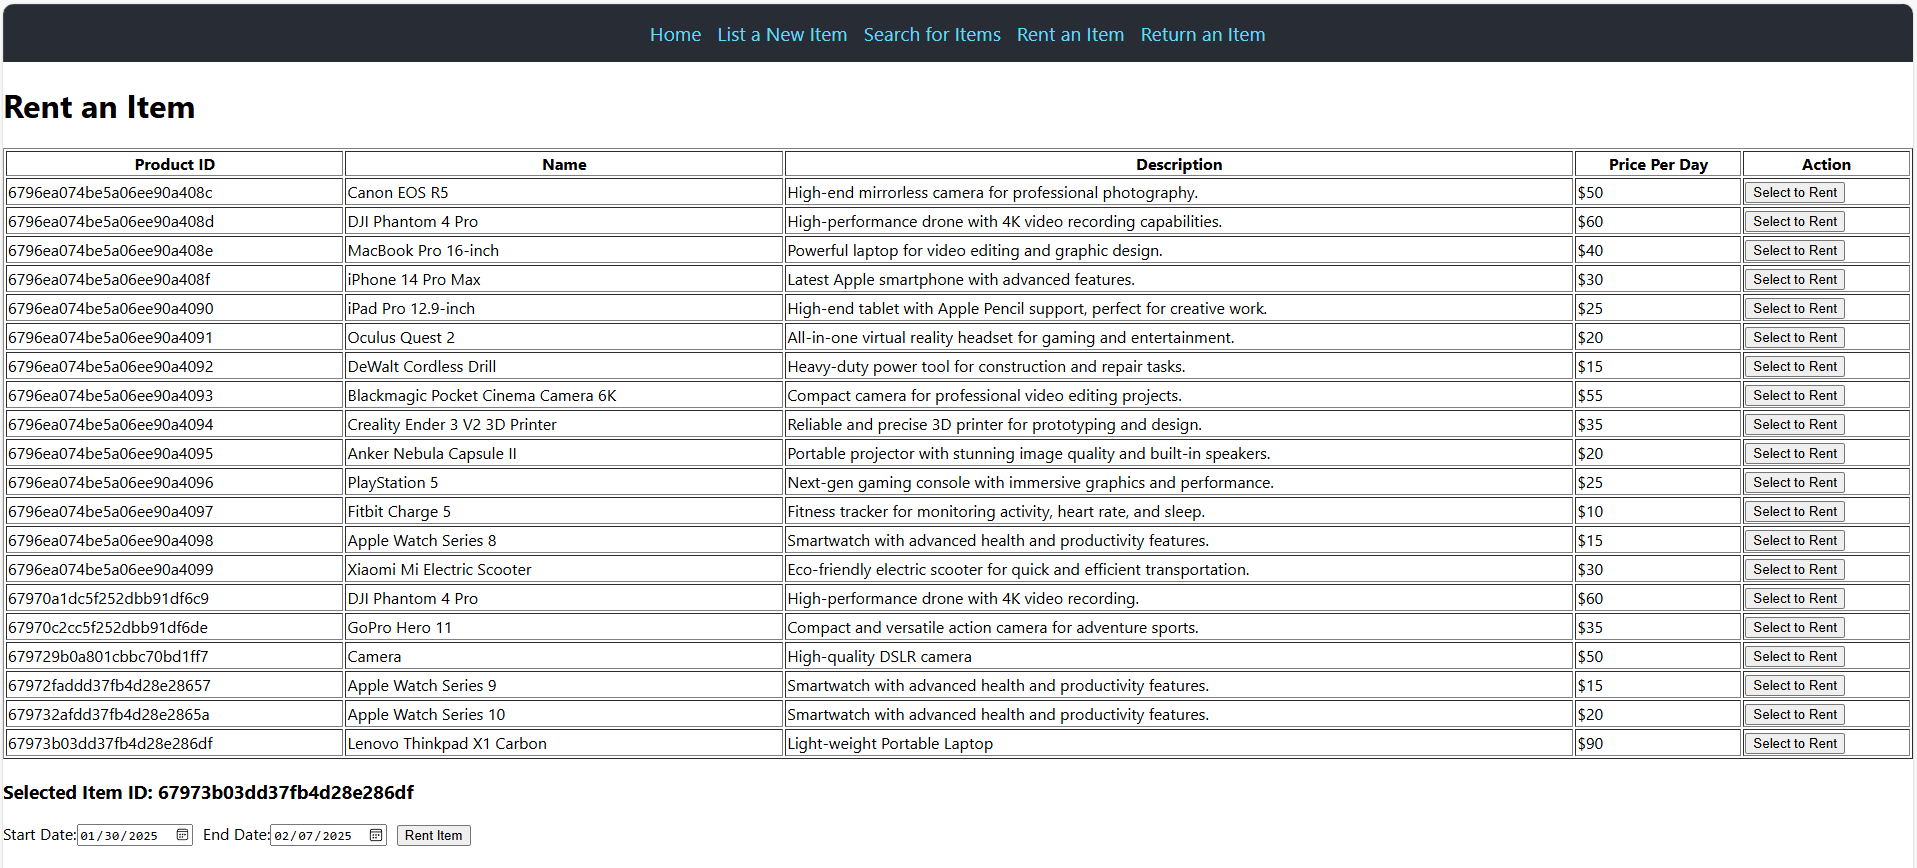 Home List a New Item Search for Items Rent an Item Return an Item
Rent an Item
Product ID Name Description Price Per Day Action
6796ea074be5a06ee90a408c Canon EOS R5 High-end mirrorless camera for professional photography. $50 Select to Rent
6796ea074be5a06ee90a408d DJI Phantom 4 Pro High-performance drone with 4K video recording capabilities. $60 Select to Rent
6796ea074be5a06ee90a408e MacBook Pro 16-inch Powerful laptop for video editing and graphic design. $40 Select to Rent
6796ea074be5a06ee90a408f iPhone 14 Pro Max Latest Apple smartphone with advanced features. $30 Select to Rent
6796ea074be5a06ee90a4090 iPad Pro 12.9-inch High-end tablet with Apple Pencil support, perfect for creative work. $25 Select to Rent
6796ea074be5a06ee90a4091 Oculus Quest 2 All-in-one virtual reality headset for gaming and entertainment. $20 Select to Rent
6796ea074be5a06ee90a4092 DeWalt Cordless Drill Heavy-duty power tool for construction and repair tasks. $15 Select to Rent
6796ea074be5a06ee90a4093 Blackmagic Pocket Cinema Camera 6K Compact camera for professional video editing projects. $55 Select to Rent
6796ea074be5a06ee90a4094 Creality Ender 3 V2 3D Printer Reliable and precise 3D printer for prototyping and design. $35 Select to Rent
6796ea074be5a06ee90a4095 Anker Nebula Capsule II Portable projector with stunning image quality and built-in speakers. $20 Select to Rent
6796ea074be5a06ee90a4096 PlayStation 5 Next-gen gaming console with immersive graphics and performance. $25 Select to Rent
6796ea074be5a06ee90a4097 Fitbit Charge 5 Fitness tracker for monitoring activity, heart rate, and sleep. $10 Select to Rent
6796ea074be5a06ee90a4098 Apple Watch Series 8 Smartwatch with advanced health and productivity features. $15 Select to Rent
6796ea074be5a06ee90a4099 Xiaomi Mi Electric Scooter Eco-friendly electric scooter for quick and efficient transportation. $30 Select to Rent
67970a1dc5f252dbb91df6c9 DJI Phantom 4 Pro High-performance drone with 4K video recording. $60 Select to Rent
67970c2cc5f252dbb91df6de GoPro Hero 11 Compact and versatile action camera for adventure sports. $35 Select to Rent
679729b0a801cbbc70bd1ff7 Camera High-quality DSLR camera $50 Select to Rent
67972faddd37fb4d28e28657 Apple Watch Series 9 Smartwatch with advanced health and productivity features. $15 Select to Rent
679732afdd37fb4d28e2865a Apple Watch Series 10 Smartwatch with advanced health and productivity features. $20 Select to Rent
67973b03dd37fb4d28e286df Lenovo Thinkpad X1 Carbon Light-weight Portable Laptop $90 Select to Rent
Selected Item ID: 67973b03dd37fb4d28e286df
Start Date: 01/30/2025 End Date: 02/07/2025 Rent Item